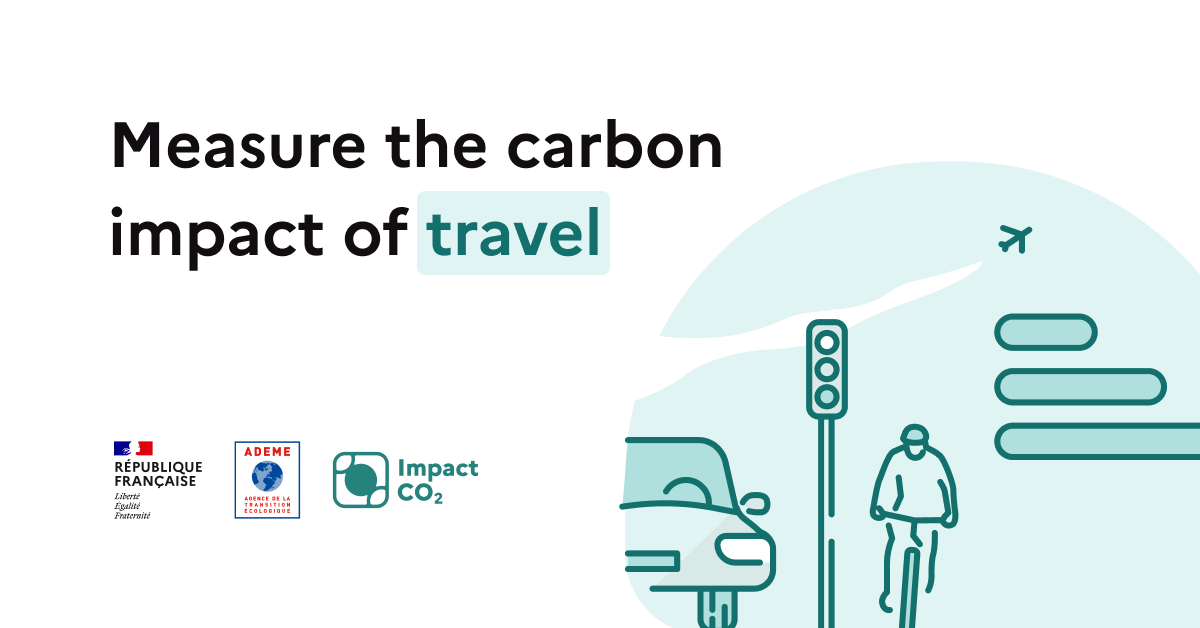 Measure the carbon
impact of travel
RÉPUBLIQUE
FRANÇAISE
Liberté
Égalité
Fraternité
ADEME
AGENCE DE LA
TRANSITION
ÉCOLOGIQUE
Impact
CO₂